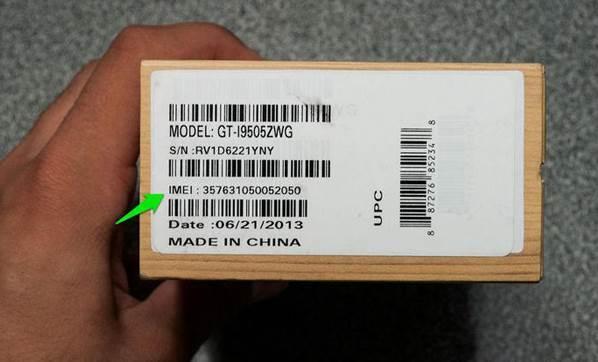 MODEL: GT-I9505ZWG
S/N :RV1D6221YNY
IMEI : 357631050052050
Date :06/21/2013
MADE IN CHINA
UPC
8 87276 85234 8